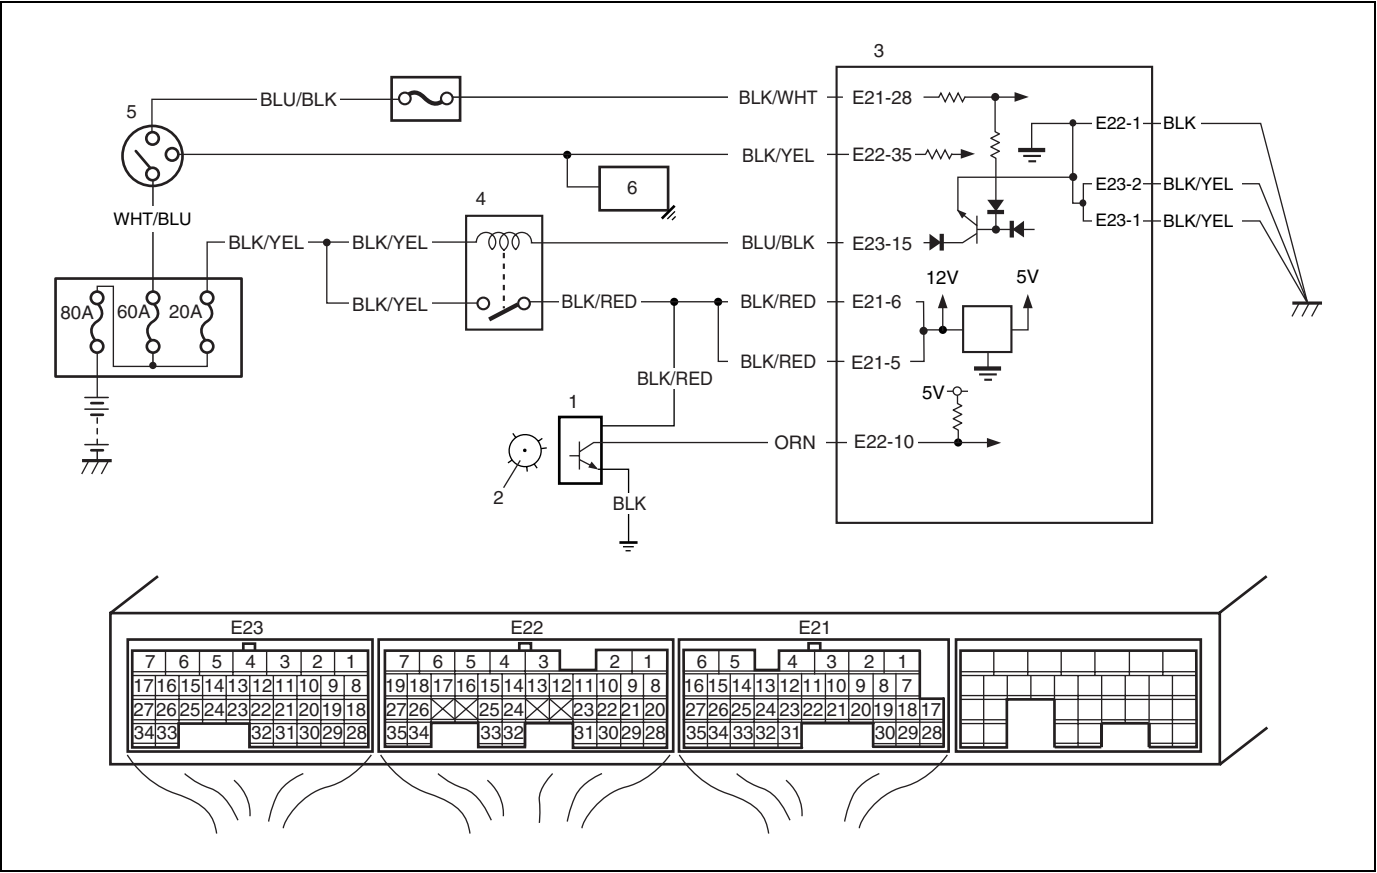 3
5
BLU/BLK
BLK/WHT
E21-28
E22-1
BLK
BLK/YEL
E22-35
6
E23-2
BLK/YEL
4
WHT/BLU
E23-1
BLK/YEL
BLK/YEL
BLK/YEL
BLU/BLK
E23-15
12V
5V
BLK/YEL
BLK/RED
BLK/RED
E21-6
80A
60A
20A
BLK/RED
E21-5
BLK/RED
5V
1
ORN
E22-10
2
BLK
E23
E22
E21
7 6 5 4 3 2 1
7 6 5 4 3 2 1
6 5 4 3 2 1
17 16 15 14 13 12 11 10 9 8
19 18 17 16 15 14 13 12 11 10 9 8
16 15 14 13 12 11 10 9 8 7
27 26 25 24 23 22 21 20 19 18
27 26 25 24 23 22 21 20
27 26 25 24 23 22 21 20 19 18 17
34 33 32 31 30 29 28
35 34 33 32 31 30 29 28
35 34 33 32 31 30 29 28